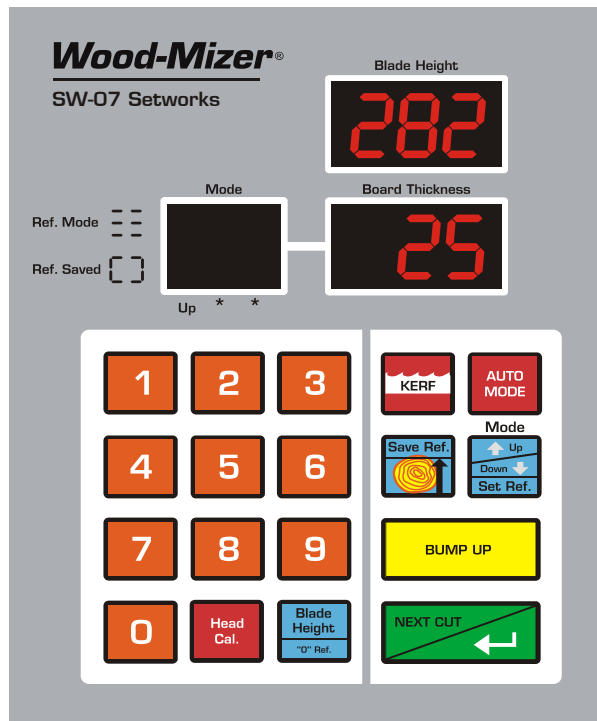 Wood-Mizer®
SW-07 Setworks
Blade Height
282
Mode
Board Thickness
25
Ref. Mode
Ref. Saved
Up * *
1 2 3
KERF
AUTO
MODE
4 5 6
Save Ref.
Mode
Up
Down
Set Ref.
7 8 9
BUMP UP
0
Head
Cal.
Blade
Height
"0" Ref.
NEXT CUT